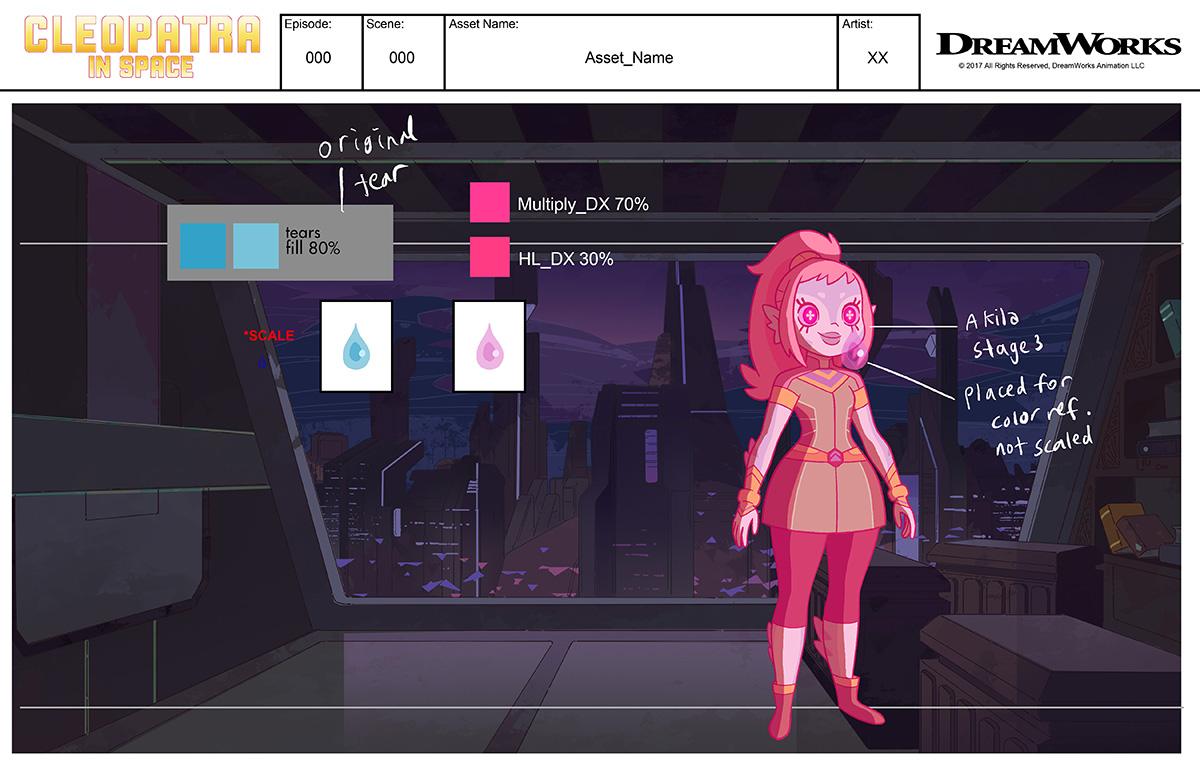 CLEOPATRA
IN SPACE
Episode:
000
Scene:
000
Asset Name:
Asset_Name
Artist:
XX
DREAMWORKS
© 2017 All Rights Reserved, DreamWorks Animation LLC
original
tear
tears
fill 80%
Multiply_DX 70%
HL_DX 30%
*SCALE
Akila
stage 3
placed for
color ref.
not scaled